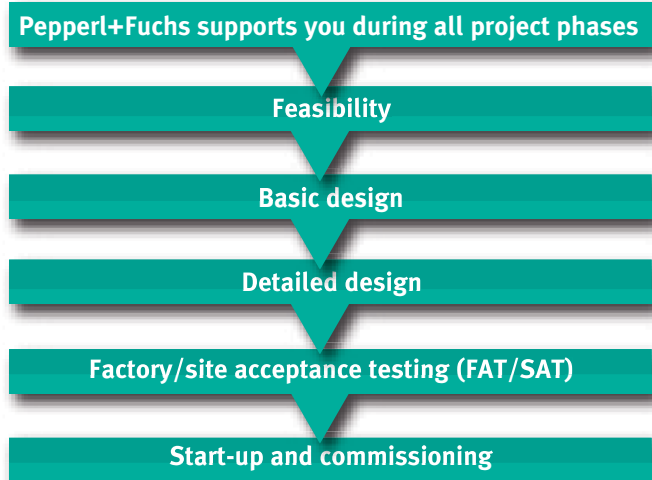 Pepperl+Fuchs supports you during all project phases
Feasibility
Basic design
Detailed design
Factory/site acceptance testing (FAT/SAT)
Start-up and commissioning